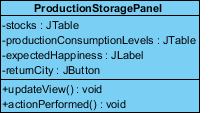 ProductionStoragePanel
-stocks : JTable
-productionConsumptionLevels : JTable
-expectedHappiness : JLabel
-returnCity : JButton
+updateView() : void
+actionPerformed() : void